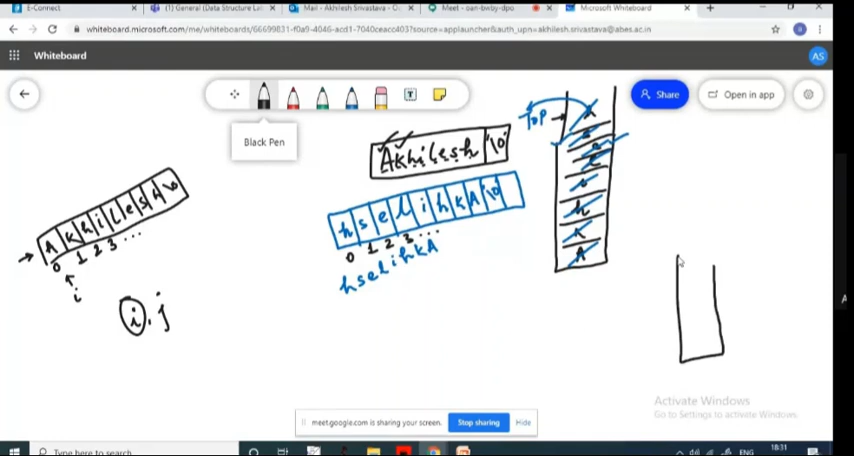 E-Connect
(1) General (Data Structure Lab
Mail - Akhilesh Srivastava - O
Meet - oan-bwby-dpo
Microsoft Whiteboard
whiteboard.microsoft.com/me/whiteboards/
Whiteboard
AS
Share
Open in app
Black Pen
TOP
Akhilesh \0
A k h i l e s h \0
0 1 2 3 ...
i
h s e l i h k A \0
0 1 2 3 ...
hselihkA
i, j
h
A
Activate Windows
Go to Settings to activate Windows
meet.google.com is sharing your screen.
Stop sharing
Hide
Type here to search
ENG
18:31